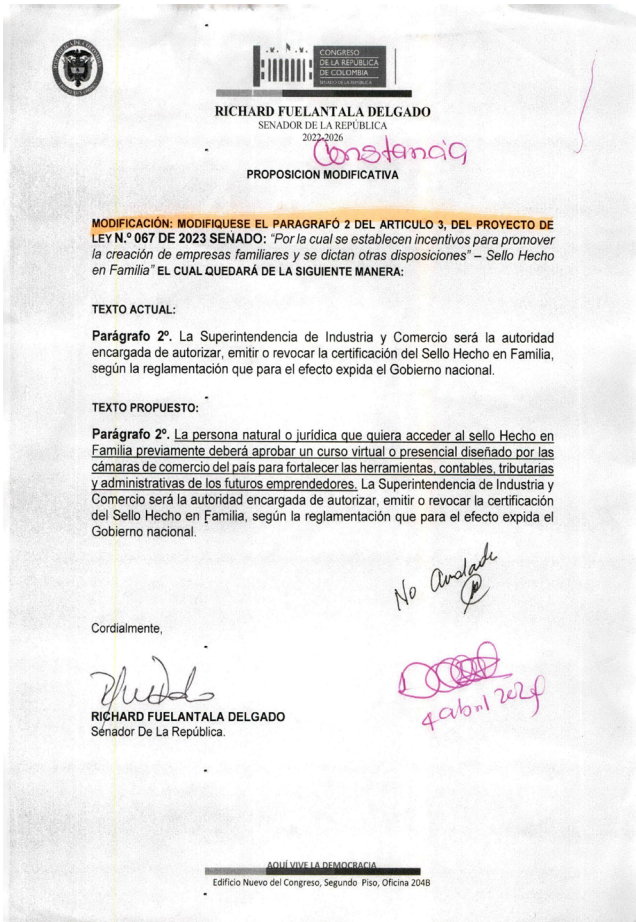 CONGRESO
DE LA REPÚBLICA
DE COLOMBIA
SENADO DE LA REPÚBLICA
RICHARD FUELANTALA DELGADO
SENADOR DE LA REPÚBLICA
2022-2026
Constancia
PROPOSICION MODIFICATIVA
MODIFICACIÓN: MODIFIQUESE EL PARAGRAFÓ 2 DEL ARTICULO 3, DEL PROYECTO DE
LEY N.º 067 DE 2023 SENADO: “Por la cual se establecen incentivos para promover
la creación de empresas familiares y se dictan otras disposiciones” – Sello Hecho
en Familia” EL CUAL QUEDARÁ DE LA SIGUIENTE MANERA:
TEXTO ACTUAL:
Parágrafo 2º. La Superintendencia de Industria y Comercio será la autoridad
encargada de autorizar, emitir o revocar la certificación del Sello Hecho en Familia,
según la reglamentación que para el efecto expida el Gobierno nacional.
TEXTO PROPUESTO:
Parágrafo 2º. La persona natural o jurídica que quiera acceder al sello Hecho en
Familia previamente deberá aprobar un curso virtual o presencial diseñado por las
cámaras de comercio del país para fortalecer las herramientas, contables, tributarias
y administrativas de los futuros emprendedores. La Superintendencia de Industria y
Comercio será la autoridad encargada de autorizar, emitir o revocar la certificación
del Sello Hecho en Familia, según la reglamentación que para el efecto expida el
Gobierno nacional.
No
Cordialmente,
4 abril 2024
RICHARD FUELANTALA DELGADO
Sénador De La República.
AQUÍ VIVE LA DEMOCRACIA
Edificio Nuevo del Congreso, Segundo Piso, Oficina 204B